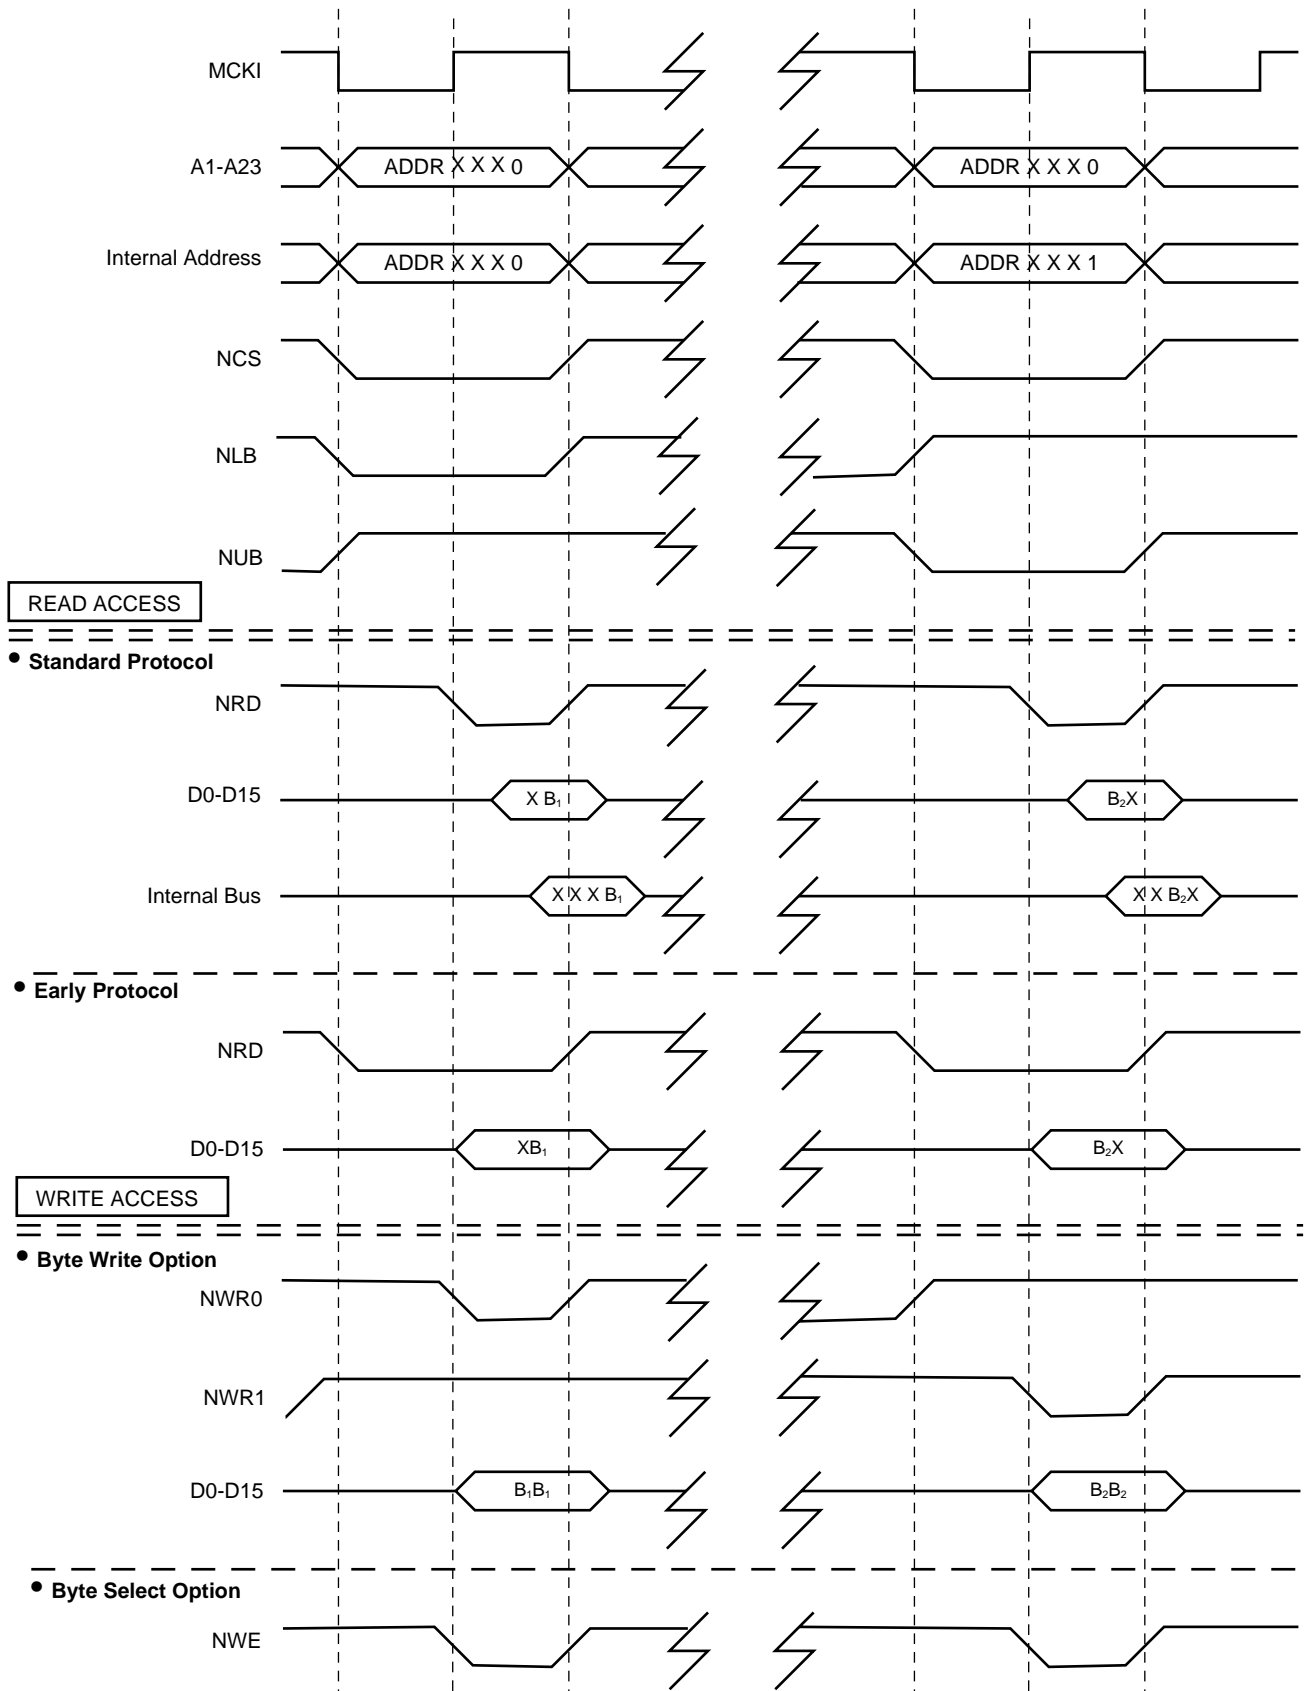 MCKI
A1-A23 ADDR X X X 0 ADDR X X X 0
Internal Address ADDR X X X 0 ADDR X X X 1
NCS
NLB
NUB
READ ACCESS
• Standard Protocol
NRD
D0-D15 X B₁ B₂X
Internal Bus X X X B₁ X X B₂X
• Early Protocol
NRD
D0-D15 XB₁ B₂X
WRITE ACCESS
• Byte Write Option
NWR0
NWR1
D0-D15 B₁B₁ B₂B₂
• Byte Select Option
NWE